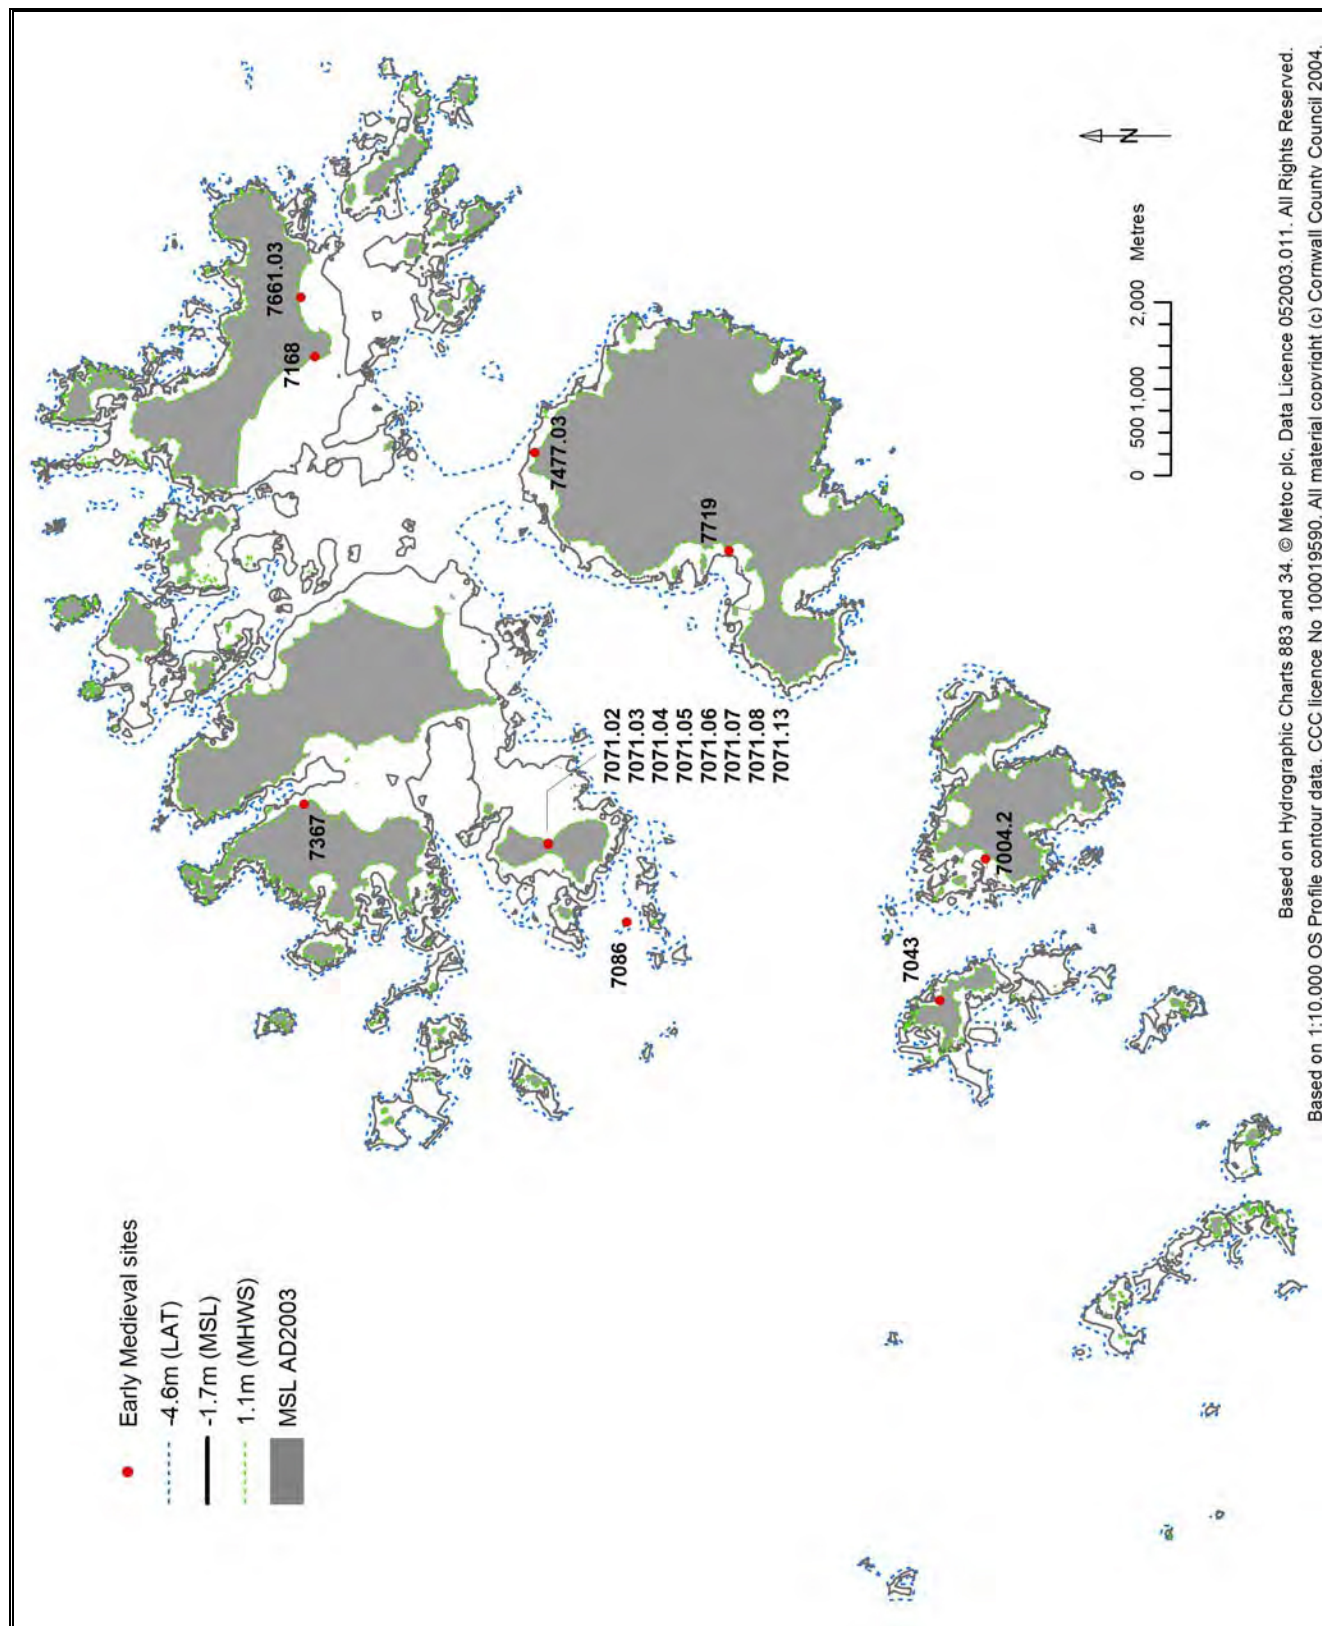 Early Medieval sites
-4.6m (LAT)
-1.7m (MSL)
1.1m (MHWS)
MSL AD2003
7661.03
7168
7477.03
7719
7367
7071.02
7071.03
7071.04
7071.05
7071.06
7071.07
7071.08
7071.13
7086
7043
7004.2
N
0 500 1,000 2,000 Metres
Based on Hydrographic Charts 883 and 34. © Metoc plc, Data Licence 052003.011. All Rights Reserved.
Based on 1:10,000 OS Profile contour data. CCC licence No 100019590. All material copyright (c) Cornwall County Council 2004.